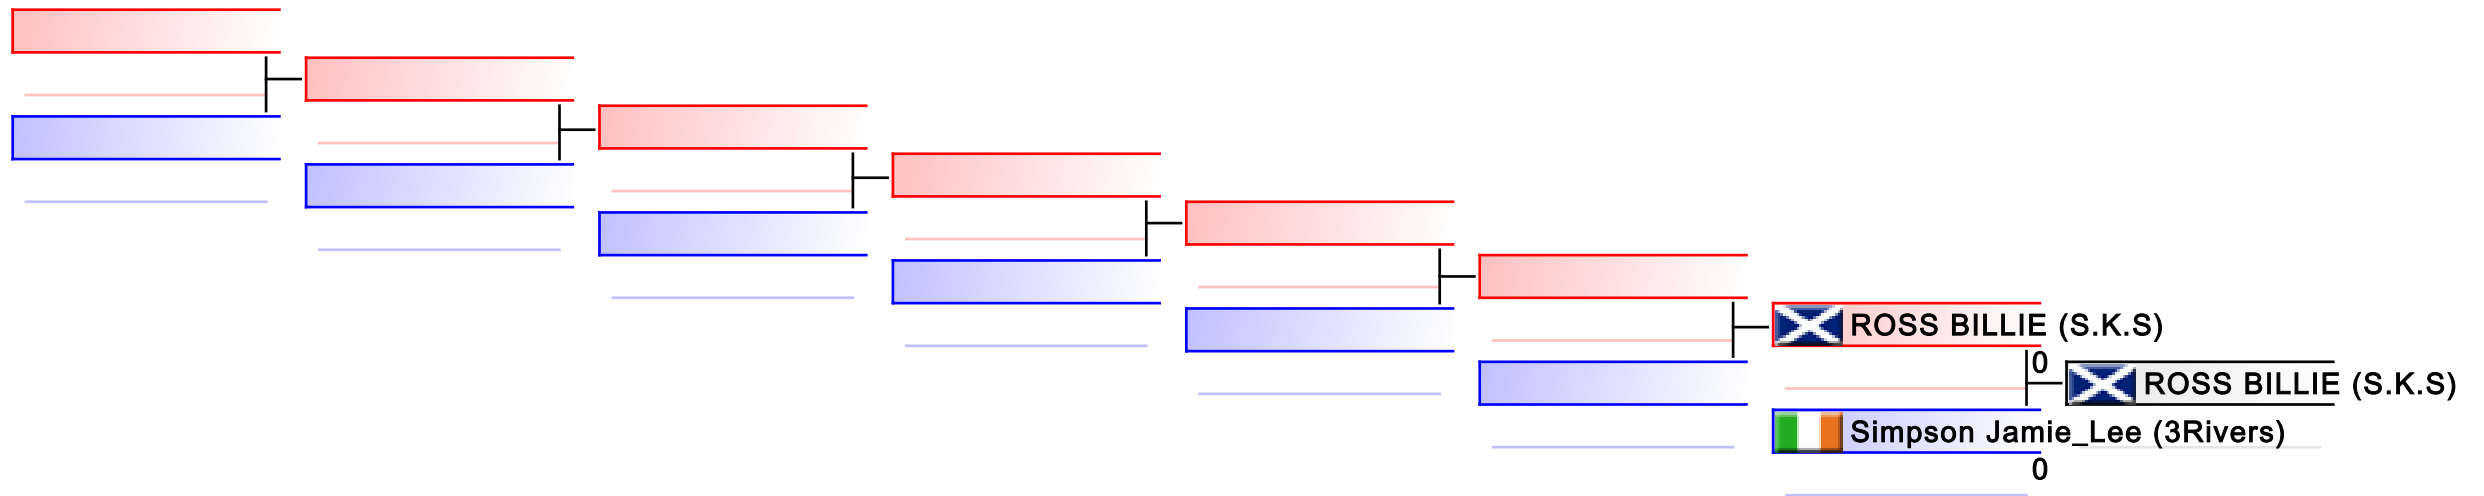 ROSS BILLIE (S.K.S)
0
ROSS BILLIE (S.K.S)
Simpson Jamie_Lee (3Rivers)
0